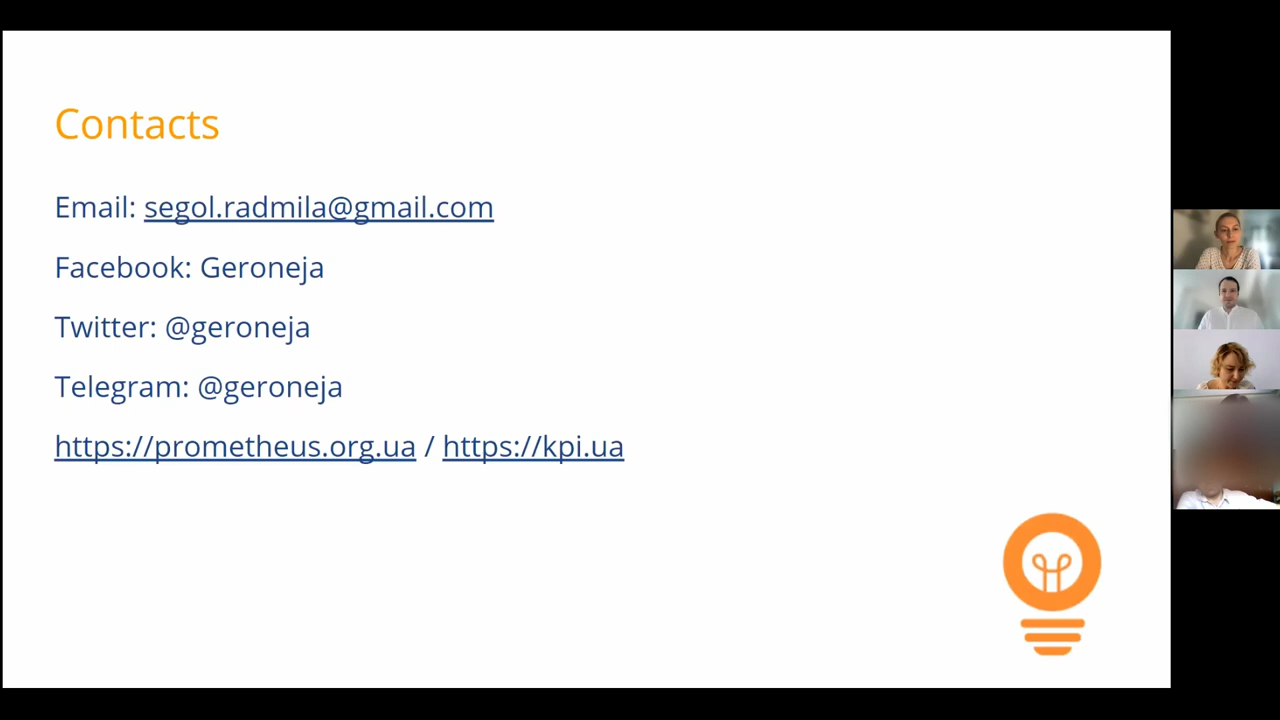 Contacts
Email: segol.radmila@gmail.com
Facebook: Geroneja
Twitter: @geroneja
Telegram: @geroneja
https://prometheus.org.ua / https://kpi.ua